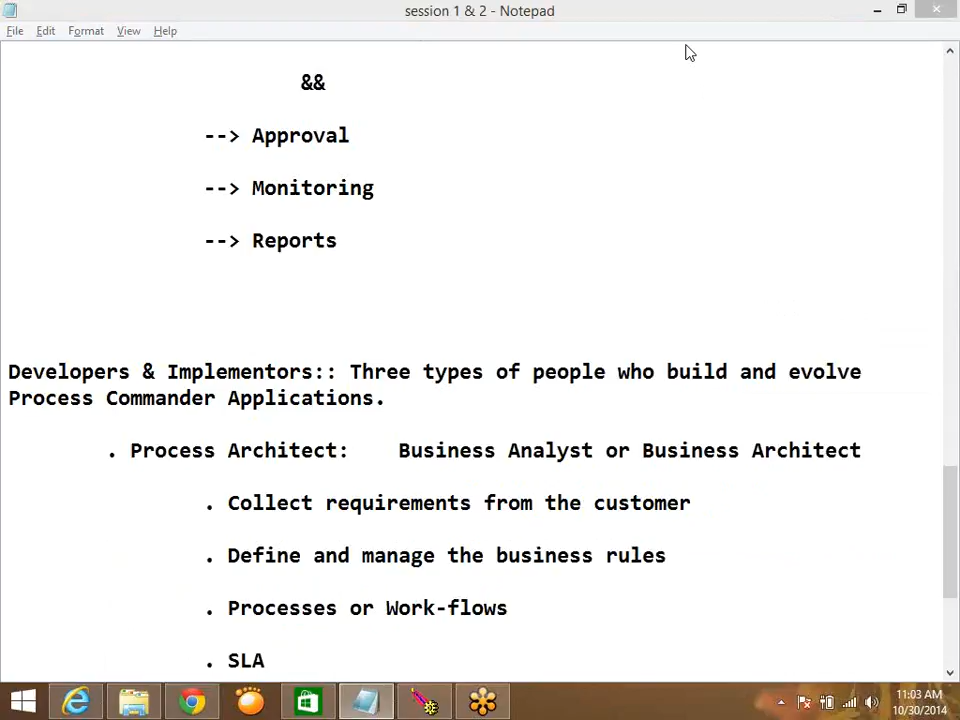 session 1 & 2 - Notepad
File Edit Format View Help
&&
--> Approval
--> Monitoring
--> Reports
Developers & Implementors:: Three types of people who build and evolve
Process Commander Applications.
. Process Architect: Business Analyst or Business Architect
. Collect requirements from the customer
. Define and manage the business rules
. Processes or Work-flows
. SLA
11:03 AM
10/30/2014